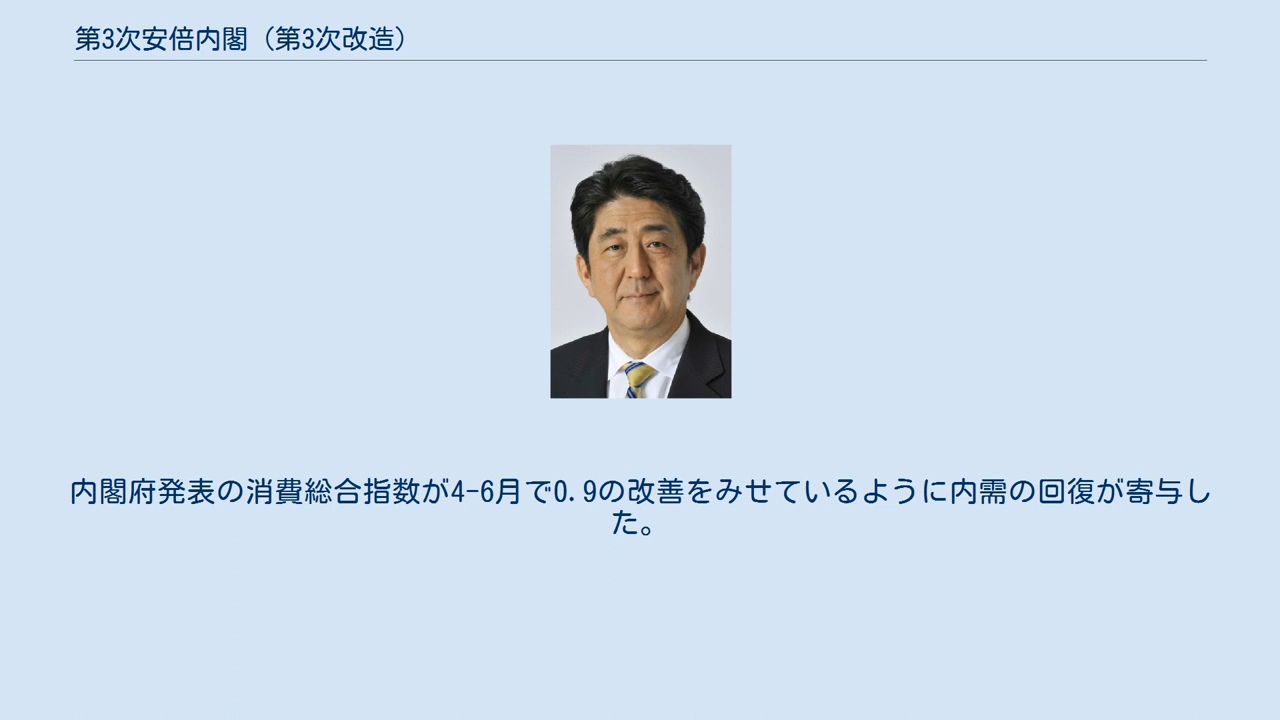 第3次安倍内閣（第3次改造）
内閣府発表の消費総合指数が4-6月で0.9の改善をみせているように内需の回復が寄与し
た。